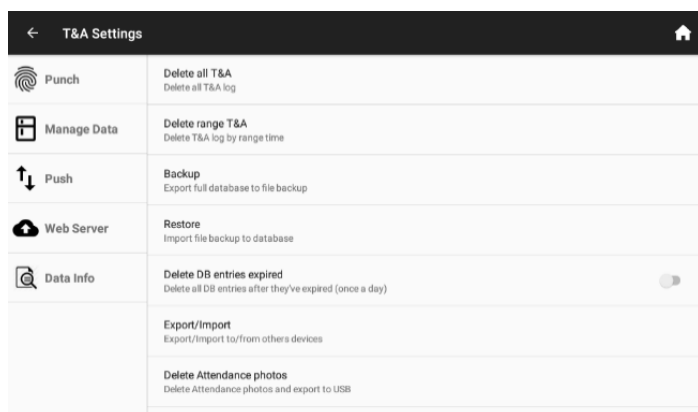 T&A Settings
Punch
Manage Data
Push
Web Server
Data Info
Delete all T&A
Delete all T&A log
Delete range T&A
Delete T&A log by range time
Backup
Export full database to file backup
Restore
Import file backup to database
Delete DB entries expired
Delete all DB entries after they've expired (once a day)
Export/Import
Export/Import to/from others devices
Delete Attendance photos
Delete Attendance photos and export to USB